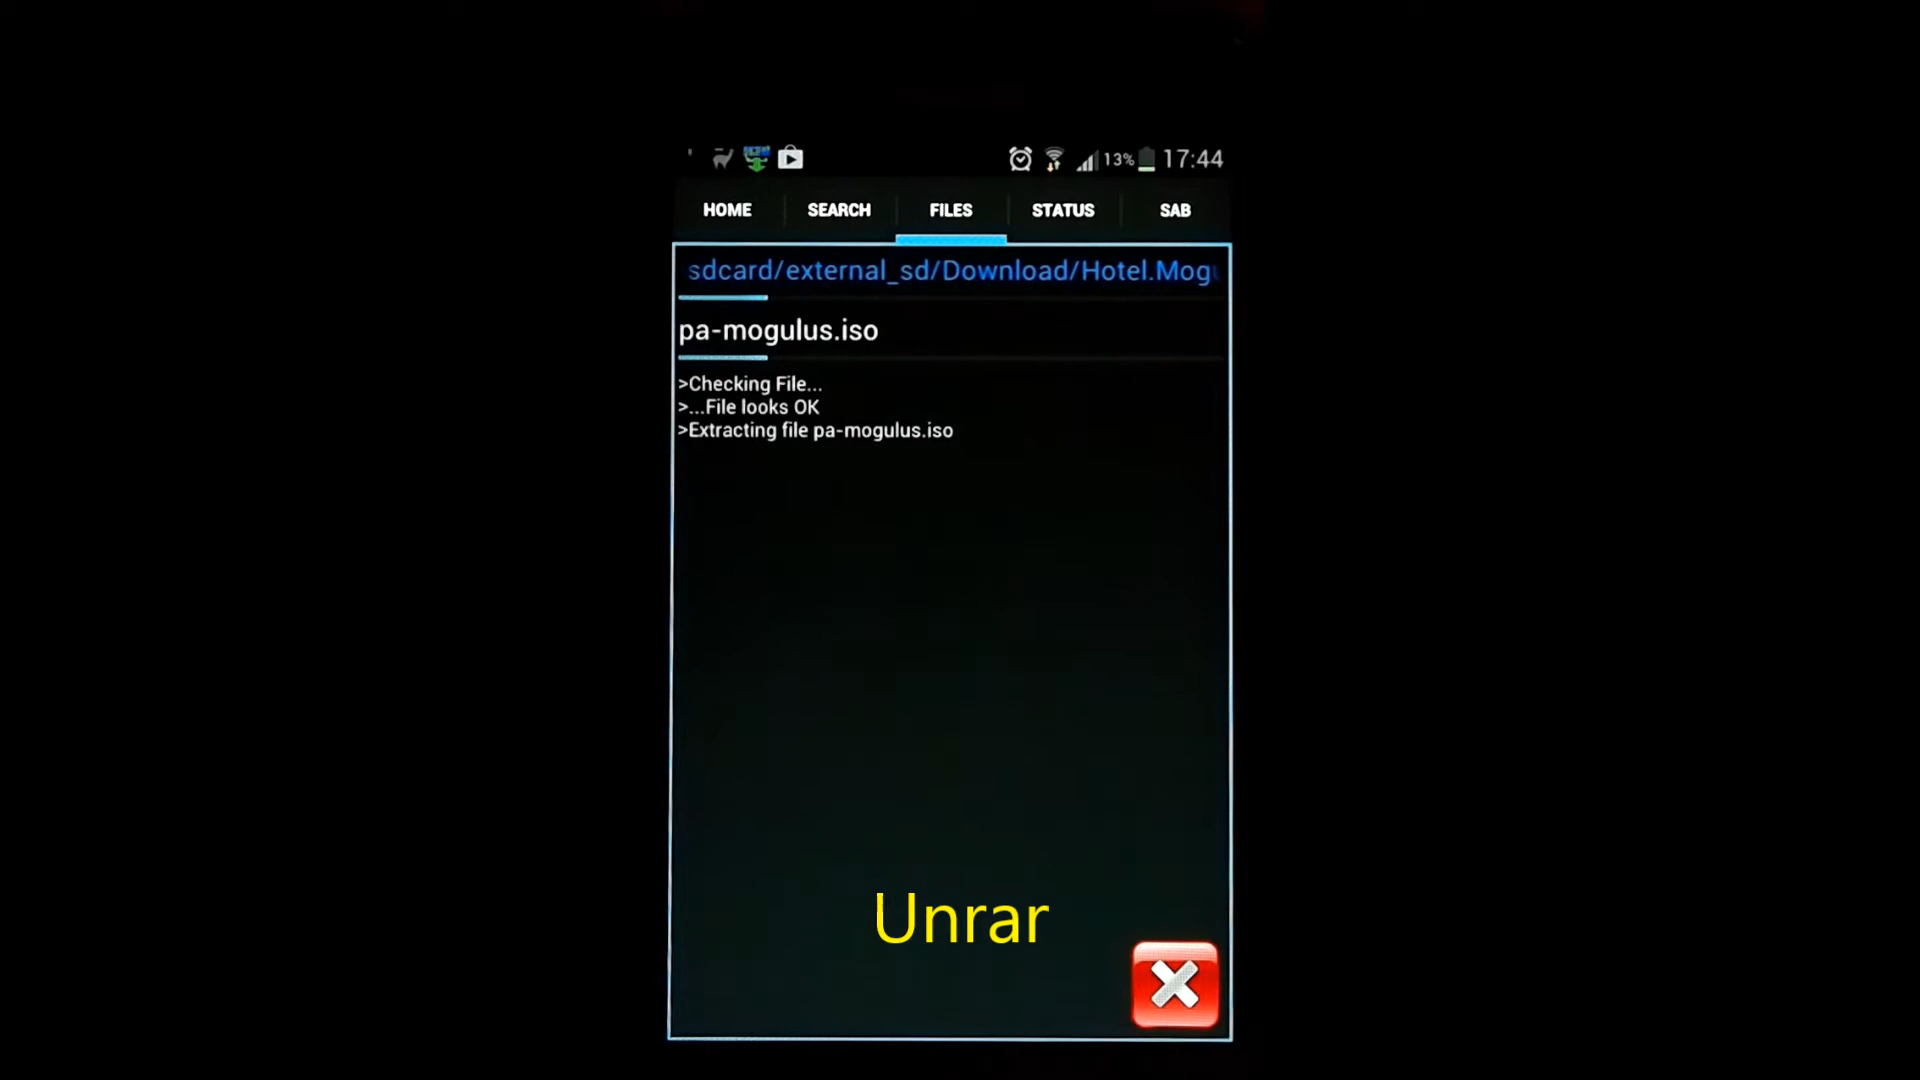 13% 17:44
HOME SEARCH FILES STATUS SAB
sdcard/external_sd/Download/Hotel.Mogu
pa-mogulus.iso
>Checking File...
>...File looks OK
>Extracting file pa-mogulus.iso
Unrar